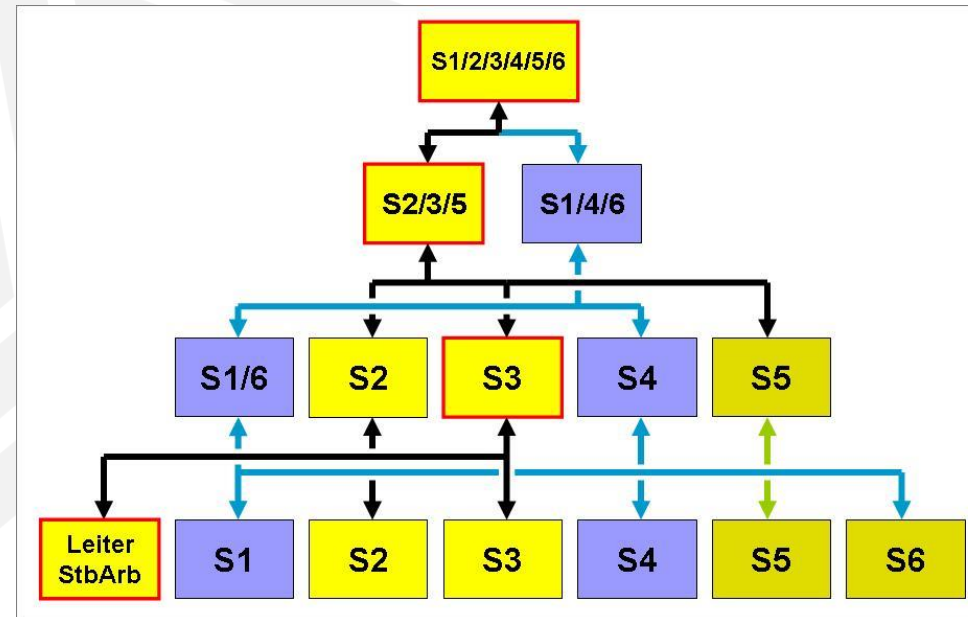 S1/2/3/4/5/6
S2/3/5
S1/4/6
S1/6
S2
S3
S4
S5
Leiter
StbArb
S1
S2
S3
S4
S5
S6